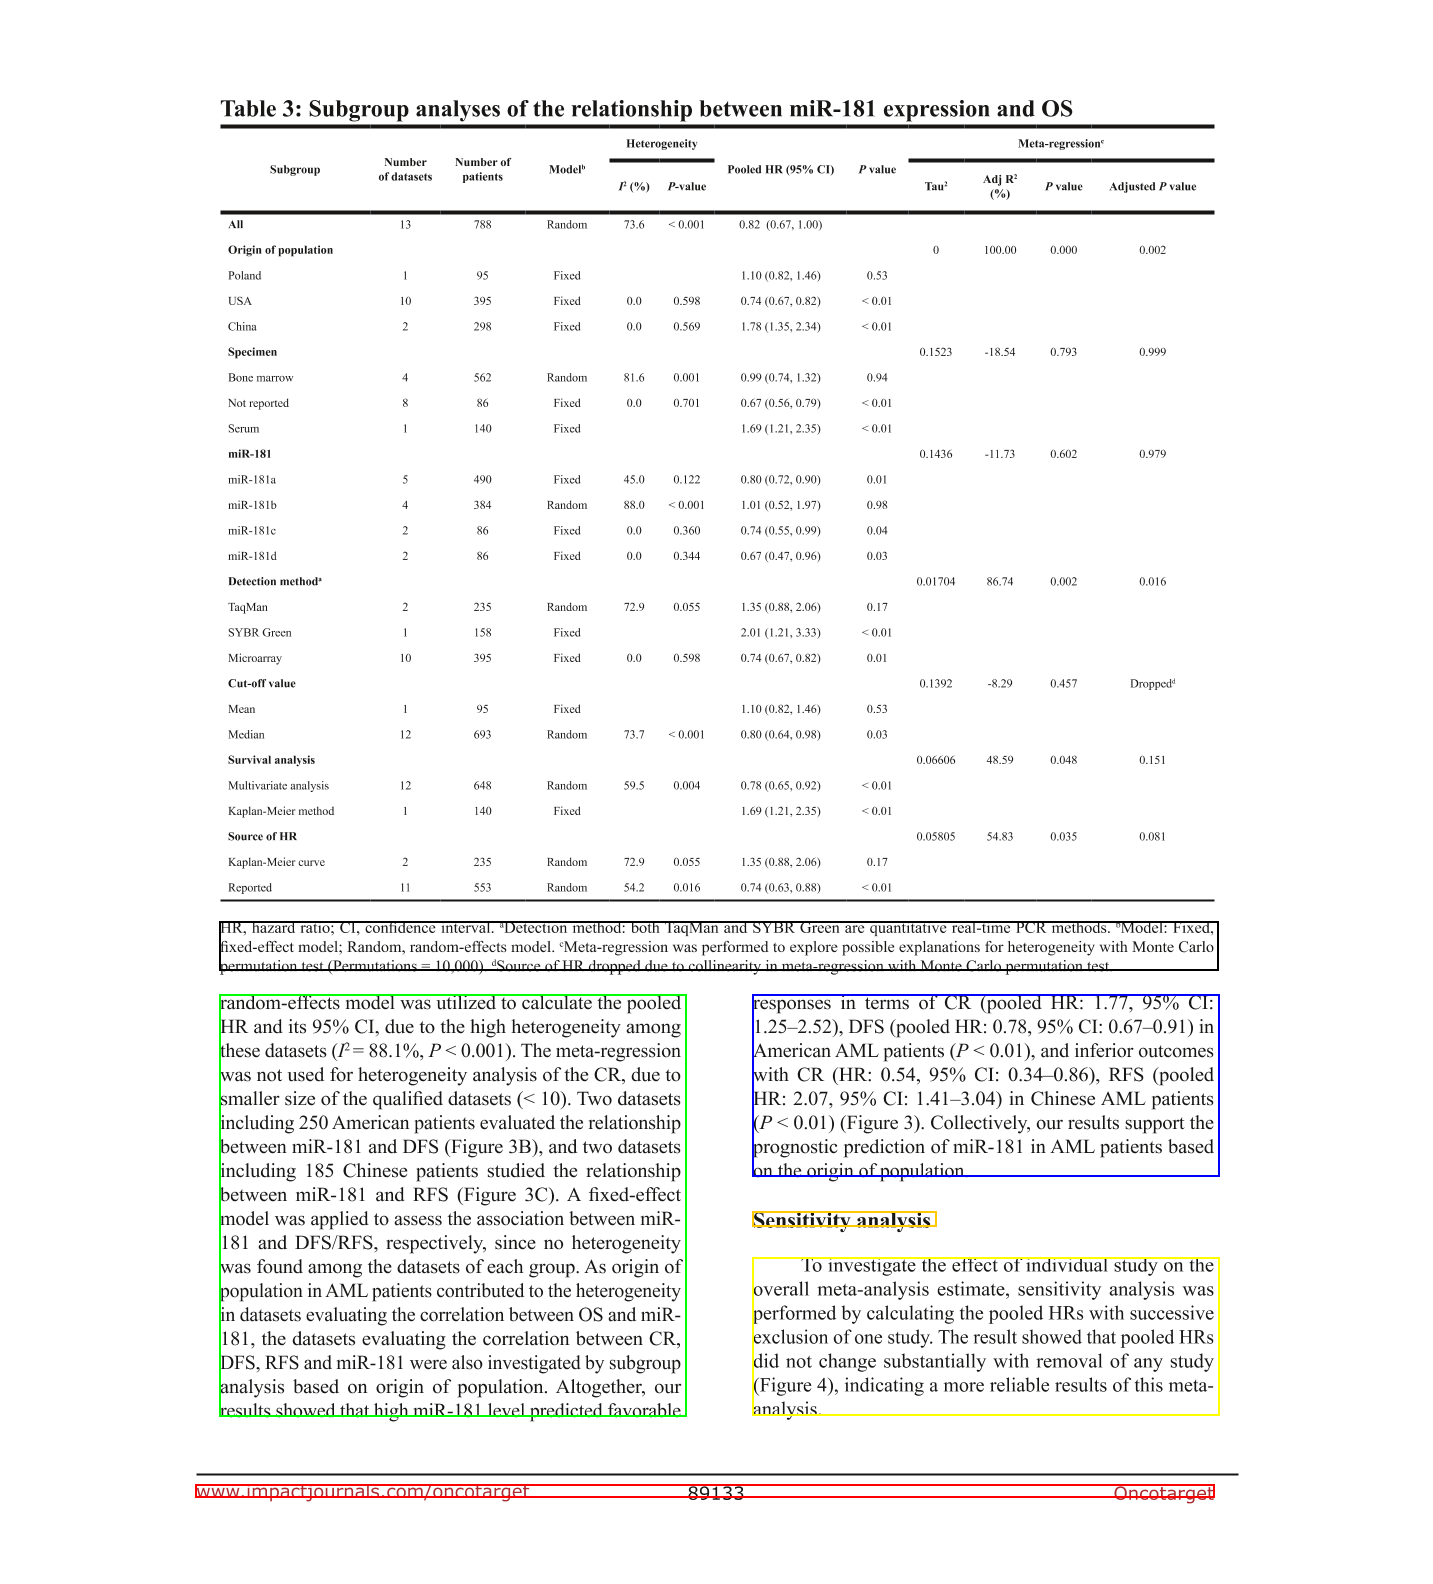 Table 3: Subgroup analyses of the relationship between miR-181 expression and OS
Subgroup Number of datasets Number of patients Modelᵇ Heterogeneity Pooled HR (95% CI) P value Meta-regressionᶜ
I² (%) P-value Tau² Adj R² (%) P value Adjusted P value
All 13 788 Random 73.6 < 0.001 0.82 (0.67, 1.00)
Origin of population 0 100.00 0.000 0.002
Poland 1 95 Fixed 1.10 (0.82, 1.46) 0.53
USA 10 395 Fixed 0.0 0.598 0.74 (0.67, 0.82) < 0.01
China 2 298 Fixed 0.0 0.569 1.78 (1.35, 2.34) < 0.01
Specimen 0.1523 -18.54 0.793 0.999
Bone marrow 4 562 Random 81.6 0.001 0.99 (0.74, 1.32) 0.94
Not reported 8 86 Fixed 0.0 0.701 0.67 (0.56, 0.79) < 0.01
Serum 1 140 Fixed 1.69 (1.21, 2.35) < 0.01
miR-181 0.1436 -11.73 0.602 0.979
miR-181a 5 490 Fixed 45.0 0.122 0.80 (0.72, 0.90) 0.01
miR-181b 4 384 Random 88.0 < 0.001 1.01 (0.52, 1.97) 0.98
miR-181c 2 86 Fixed 0.0 0.360 0.74 (0.55, 0.99) 0.04
miR-181d 2 86 Fixed 0.0 0.344 0.67 (0.47, 0.96) 0.03
Detection methodᵃ 0.01704 86.74 0.002 0.016
TaqMan 2 235 Random 72.9 0.055 1.35 (0.88, 2.06) 0.17
SYBR Green 1 158 Fixed 2.01 (1.21, 3.33) < 0.01
Microarray 10 395 Fixed 0.0 0.598 0.74 (0.67, 0.82) 0.01
Cut-off value 0.1392 -8.29 0.457 Droppedᵈ
Mean 1 95 Fixed 1.10 (0.82, 1.46) 0.53
Median 12 693 Random 73.7 < 0.001 0.80 (0.64, 0.98) 0.03
Survival analysis 0.06606 48.59 0.048 0.151
Multivariate analysis 12 648 Random 59.5 0.004 0.78 (0.65, 0.92) < 0.01
Kaplan-Meier method 1 140 Fixed 1.69 (1.21, 2.35) < 0.01
Source of HR 0.05805 54.83 0.035 0.081
Kaplan-Meier curve 2 235 Random 72.9 0.055 1.35 (0.88, 2.06) 0.17
Reported 11 553 Random 54.2 0.016 0.74 (0.63, 0.88) < 0.01
HR, hazard ratio; CI, confidence interval. ᵃDetection method: both TaqMan and SYBR Green are quantitative real-time PCR methods. ᵇModel: Fixed,
fixed-effect model; Random, random-effects model. ᶜMeta-regression was performed to explore possible explanations for heterogeneity with Monte Carlo
permutation test (Permutations = 10,000). ᵈSource of HR dropped due to collinearity in meta-regression with Monte Carlo permutation test.
random-effects model was utilized to calculate the pooled
HR and its 95% CI, due to the high heterogeneity among
these datasets (I² = 88.1%, P < 0.001). The meta-regression
was not used for heterogeneity analysis of the CR, due to
smaller size of the qualified datasets (< 10). Two datasets
including 250 American patients evaluated the relationship
between miR-181 and DFS (Figure 3B), and two datasets
including 185 Chinese patients studied the relationship
between miR-181 and RFS (Figure 3C). A fixed-effect
model was applied to assess the association between miR-
181 and DFS/RFS, respectively, since no heterogeneity
was found among the datasets of each group. As origin of
population in AML patients contributed to the heterogeneity
in datasets evaluating the correlation between OS and miR-
181, the datasets evaluating the correlation between CR,
DFS, RFS and miR-181 were also investigated by subgroup
analysis based on origin of population. Altogether, our
results showed that high miR-181 level predicted favorable
responses in terms of CR (pooled HR: 1.77, 95% CI:
1.25–2.52), DFS (pooled HR: 0.78, 95% CI: 0.67–0.91) in
American AML patients (P < 0.01), and inferior outcomes
with CR (HR: 0.54, 95% CI: 0.34–0.86), RFS (pooled
HR: 2.07, 95% CI: 1.41–3.04) in Chinese AML patients
(P < 0.01) (Figure 3). Collectively, our results support the
prognostic prediction of miR-181 in AML patients based
on the origin of population.
Sensitivity analysis
To investigate the effect of individual study on the
overall meta-analysis estimate, sensitivity analysis was
performed by calculating the pooled HRs with successive
exclusion of one study. The result showed that pooled HRs
did not change substantially with removal of any study
(Figure 4), indicating a more reliable results of this meta-
analysis.
www.impactjournals.com/oncotarget 89133 Oncotarget